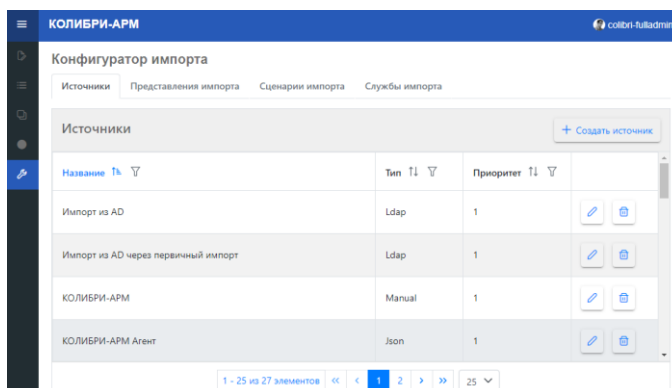 КОЛИБРИ-АРМ colibri-fulladmin
Конфигуратор импорта
Источники Представления импорта Сценарии импорта Службы импорта
Источники + Создать источник
Название Тип Приоритет
Импорт из AD Ldap 1
Импорт из AD через первичный импорт Ldap 1
КОЛИБРИ-АРМ Manual 1
КОЛИБРИ-АРМ Агент Json 1
1 - 25 из 27 элементов << < 1 2 > >> 25